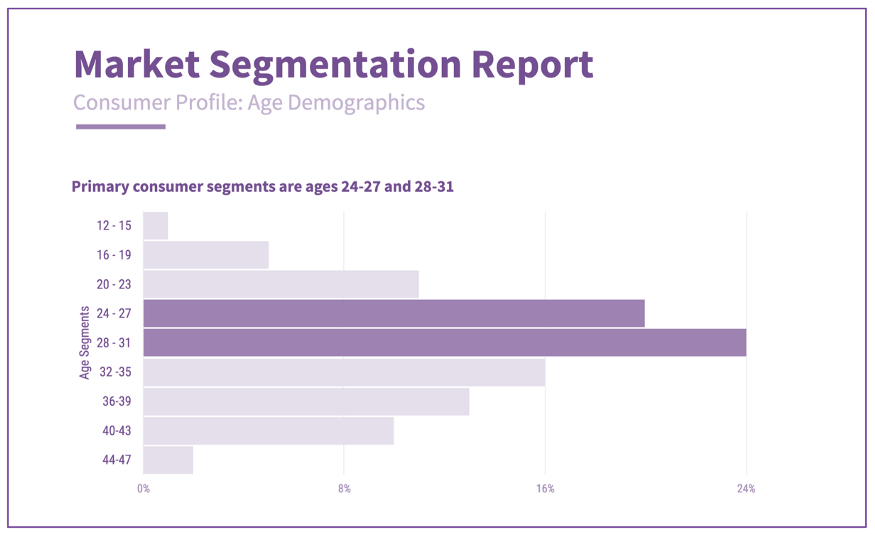 Market Segmentation Report
Consumer Profile: Age Demographics
Primary consumer segments are ages 24-27 and 28-31
Age Segments
12 - 15
16 - 19
20 - 23
24 - 27
28 - 31
32 -35
36-39
40-43
44-47
0% 8% 16% 24%